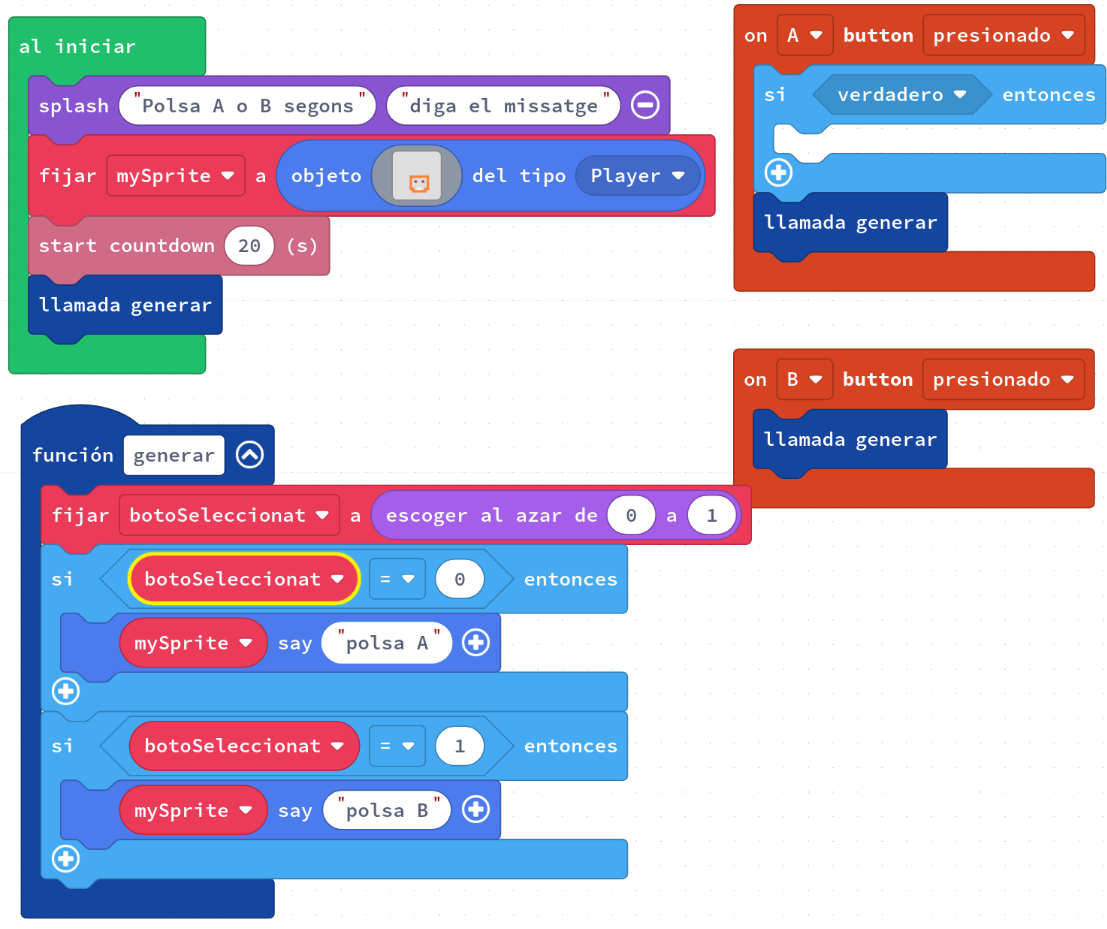 al iniciar
splash "Polsa A o B segons" "diga el missatge"
fijar mySprite a objeto del tipo Player
start countdown 20 (s)
llamada generar
on A button presionado
si verdadero entonces
llamada generar
on B button presionado
llamada generar
función generar
fijar botoSeleccionat a escoger al azar de 0 a 1
si botoSeleccionat = 0 entonces
mySprite say "polsa A"
si botoSeleccionat = 1 entonces
mySprite say "polsa B"